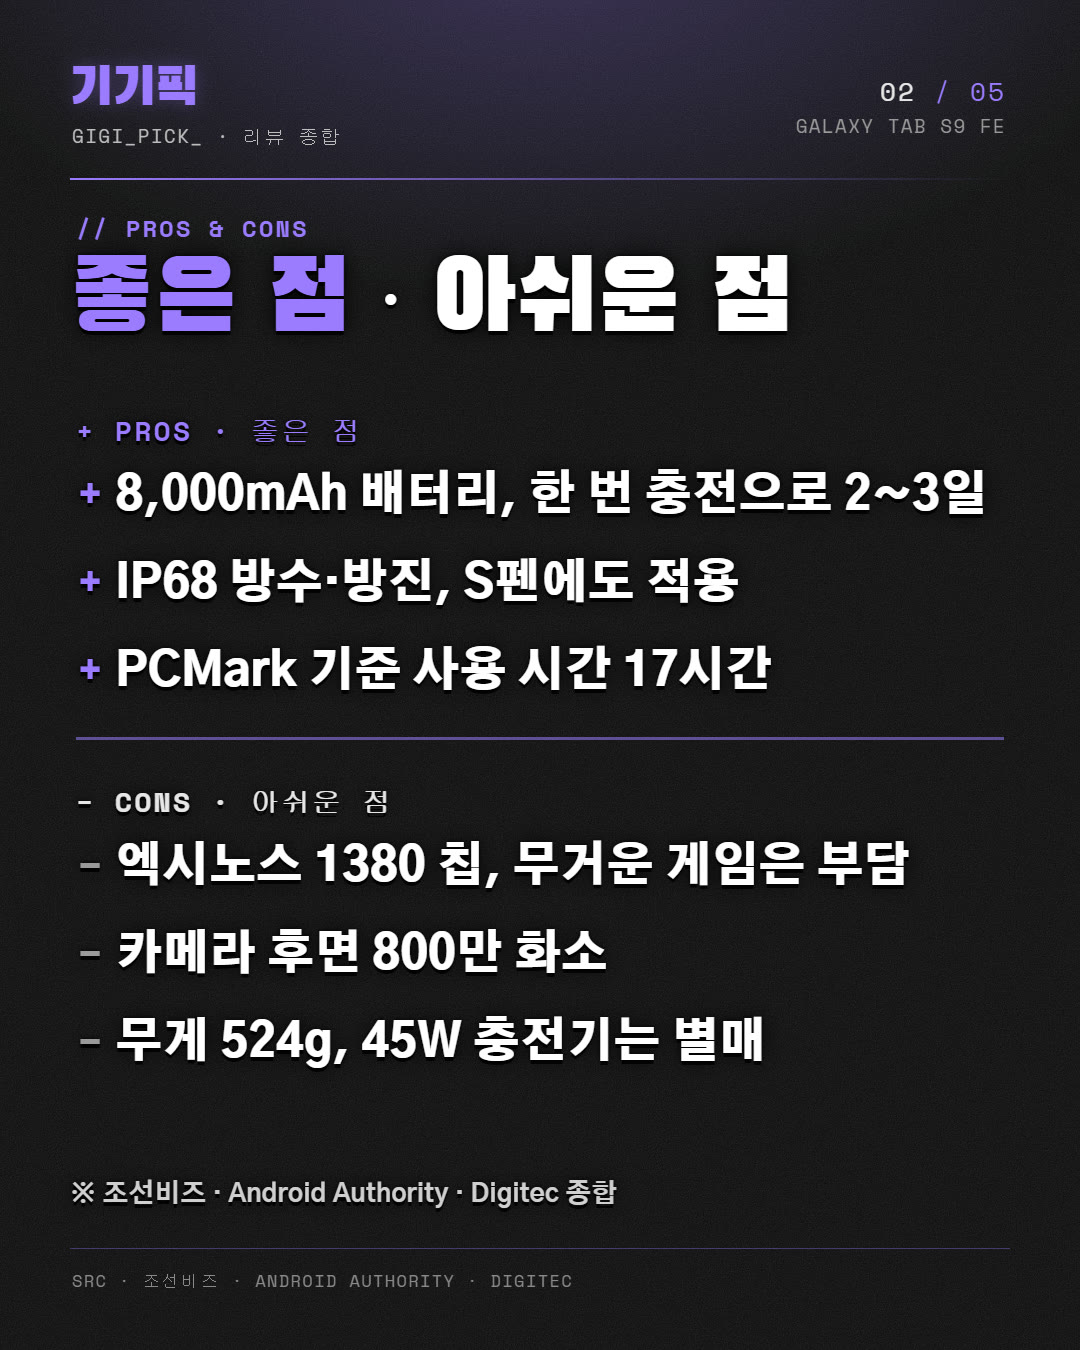 기기픽
GIGI_PICK_ · 리뷰 종합
02 / 05
GALAXY TAB S9 FE
// PROS & CONS
좋은 점 · 아쉬운 점
+ PROS · 좋은 점
+ 8,000mAh 배터리, 한 번 충전으로 2~3일
+ IP68 방수·방진, S펜에도 적용
+ PCMark 기준 사용 시간 17시간
- CONS · 아쉬운 점
- 엑시노스 1380 칩, 무거운 게임은 부담
- 카메라 후면 800만 화소
- 무게 524g, 45W 충전기는 별매
※ 조선비즈 · Android Authority · Digitec 종합
SRC · 조선비즈 · ANDROID AUTHORITY · DIGITEC